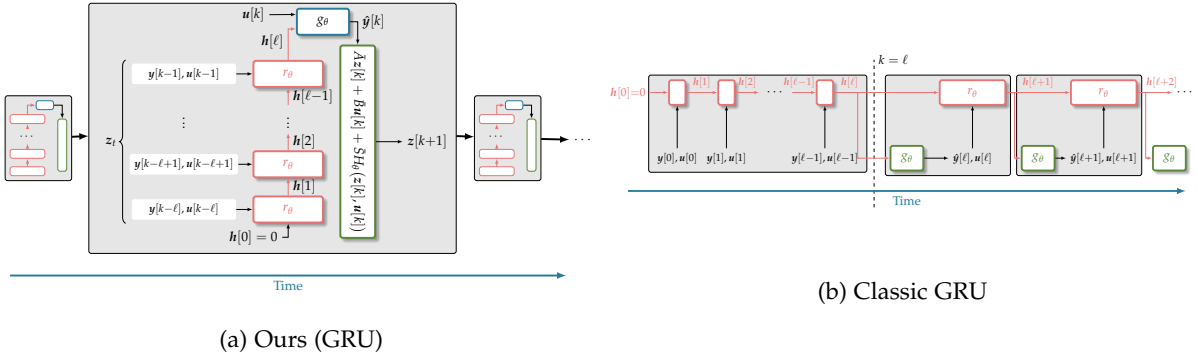 u[k]
g_θ
ŷ[k]
h[ℓ]
y[k−1], u[k−1]
r_θ
h[ℓ−1]
⋮
⋮
z_t
h[2]
y[k−ℓ+1], u[k−ℓ+1]
r_θ
h[1]
y[k−ℓ], u[k−ℓ]
r_θ
h[0] = 0
Āz[k] + B̄u[k] + S̄H_θ(z[k], u[k])
z[k+1]
···
···
···
Time
(a) Ours (GRU)
k = ℓ
h[0]=0
h[1]
h[2]
···
h[ℓ−1]
h[ℓ]
r_θ
h[ℓ+1]
r_θ
h[ℓ+2]
···
y[0], u[0]
y[1], u[1]
···
y[ℓ−1], u[ℓ−1]
g_θ
ŷ[ℓ], u[ℓ]
g_θ
ŷ[ℓ+1], u[ℓ+1]
g_θ
Time
(b) Classic GRU